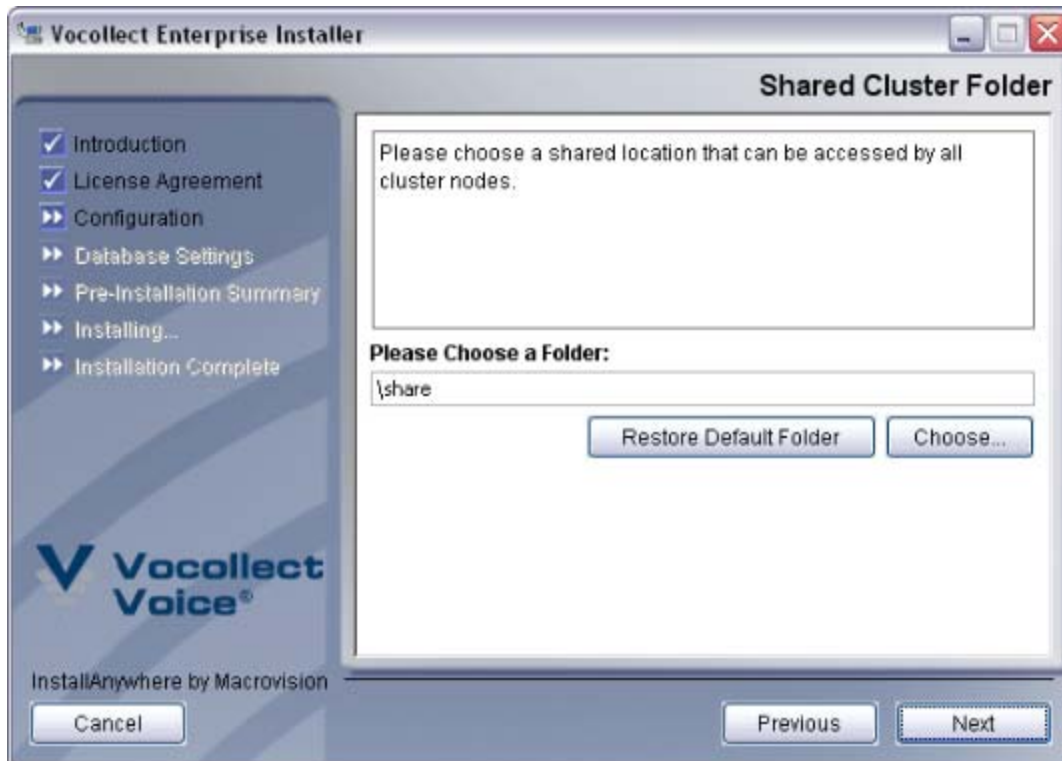 Vocollect Enterprise Installer
Shared Cluster Folder
Introduction
License Agreement
Configuration
Database Settings
Pre-Installation Summary
Installing...
Installation Complete
Please choose a shared location that can be accessed by all
cluster nodes.
Please Choose a Folder:
\share
Restore Default Folder
Choose...
Vocollect
Voice®
InstallAnywhere by Macrovision
Cancel
Previous
Next